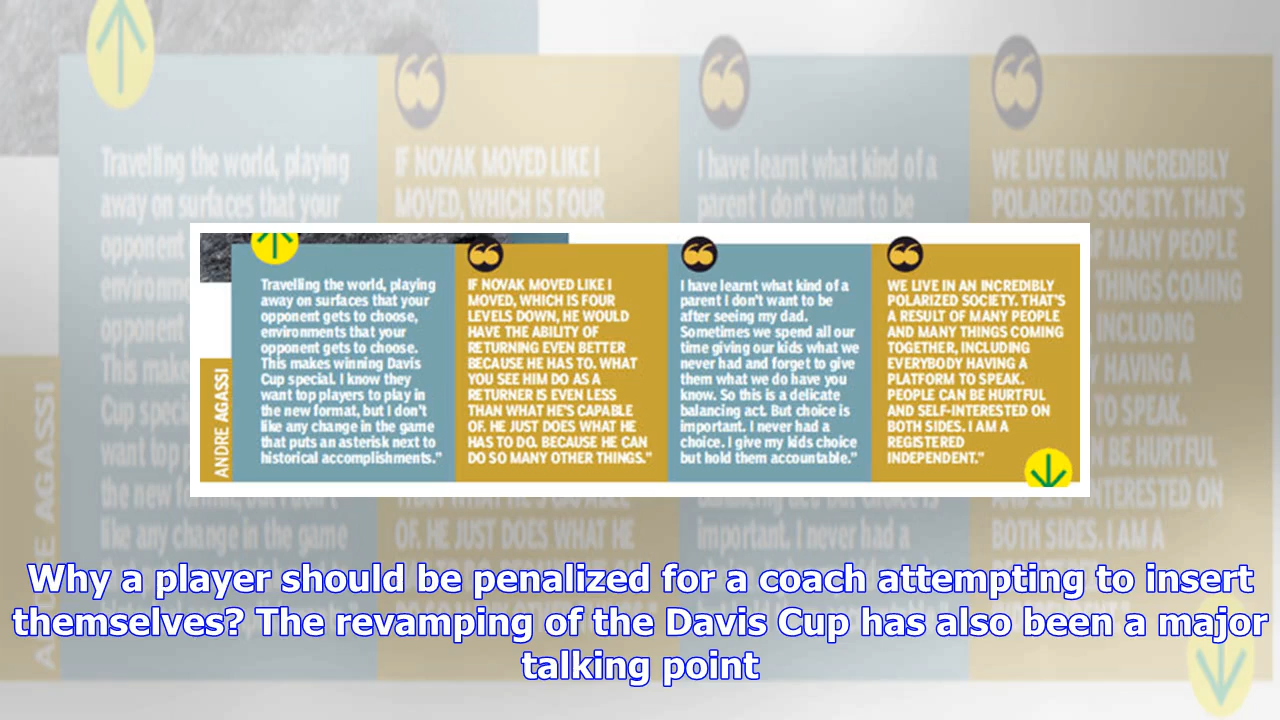 ANDRE AGASSI
Travelling the world, playing
away on surfaces that your
opponent gets to choose,
environments that your
opponent gets to choose.
This makes winning Davis
Cup special. I know they
want top players to play in
the new format, but I don't
like any change in the game
that puts an asterisk next to
historical accomplishments."
IF NOVAK MOVED LIKE I
MOVED, WHICH IS FOUR
LEVELS DOWN, HE WOULD
HAVE THE ABILITY OF
RETURNING EVEN BETTER
BECAUSE HE HAS TO. WHAT
YOU SEE HIM DO AS A
RETURNER IS EVEN LESS
THAN WHAT HE'S CAPABLE
OF. HE JUST DOES WHAT HE
HAS TO DO. BECAUSE HE CAN
DO SO MANY OTHER THINGS."
I have learnt what kind of a
parent I don't want to be
after seeing my dad.
Sometimes we spend all our
time giving our kids what we
never had and forget to give
them what we do have you
know. So this is a delicate
balancing act. But choice is
important. I never had a
choice. I give my kids choice
but hold them accountable."
WE LIVE IN AN INCREDIBLY
POLARIZED SOCIETY. THAT'S
A RESULT OF MANY PEOPLE
AND MANY THINGS COMING
TOGETHER, INCLUDING
EVERYBODY HAVING A
PLATFORM TO SPEAK.
PEOPLE CAN BE HURTFUL
AND SELF-INTERESTED ON
BOTH SIDES. I AM A
REGISTERED
INDEPENDENT."
Why a player should be penalized for a coach attempting to insert
themselves? The revamping of the Davis Cup has also been a major
talking point